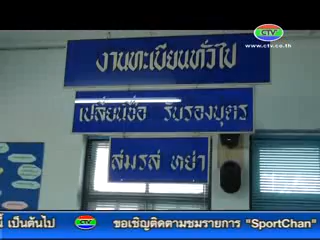 CTV
www.ctv.co.th
งานทะเบียนทั่วไป
เปลี่ยนชื่อ รับรองบุตร
สมรส หย่า
นี้ เป็นต้นไป CTV ขอเชิญติดตามชมรายการ "SportChan"